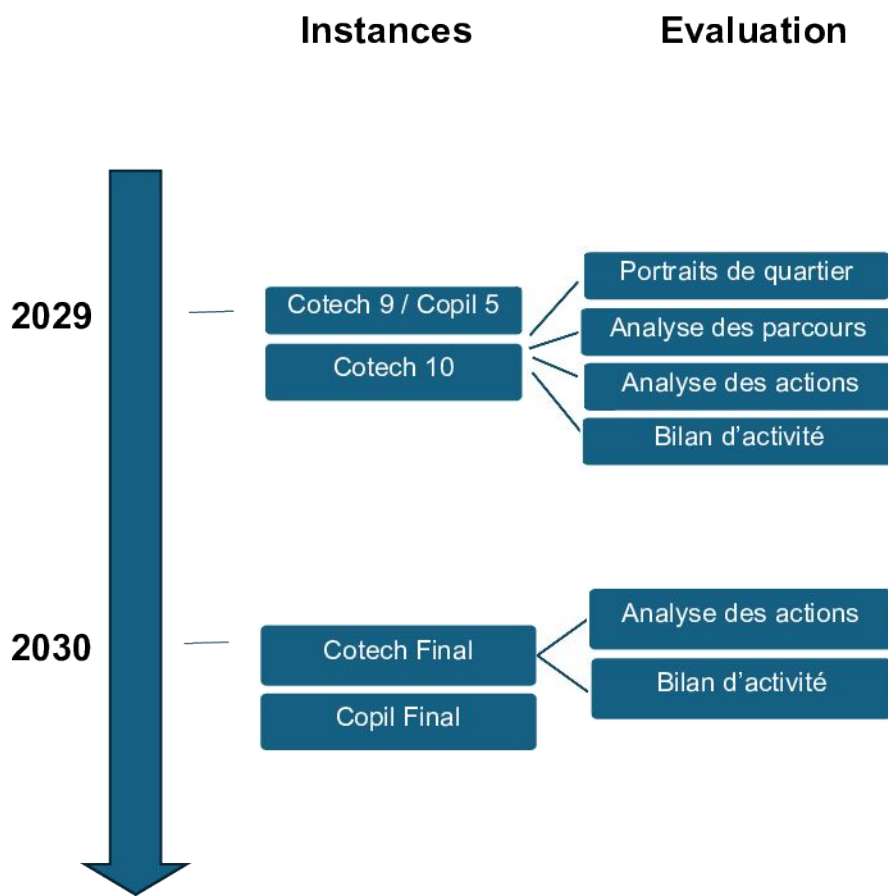 Instances
Evaluation
2029
Cotech 9 / Copil 5
Cotech 10
Portraits de quartier
Analyse des parcours
Analyse des actions
Bilan d’activité
2030
Cotech Final
Copil Final
Analyse des actions
Bilan d’activité